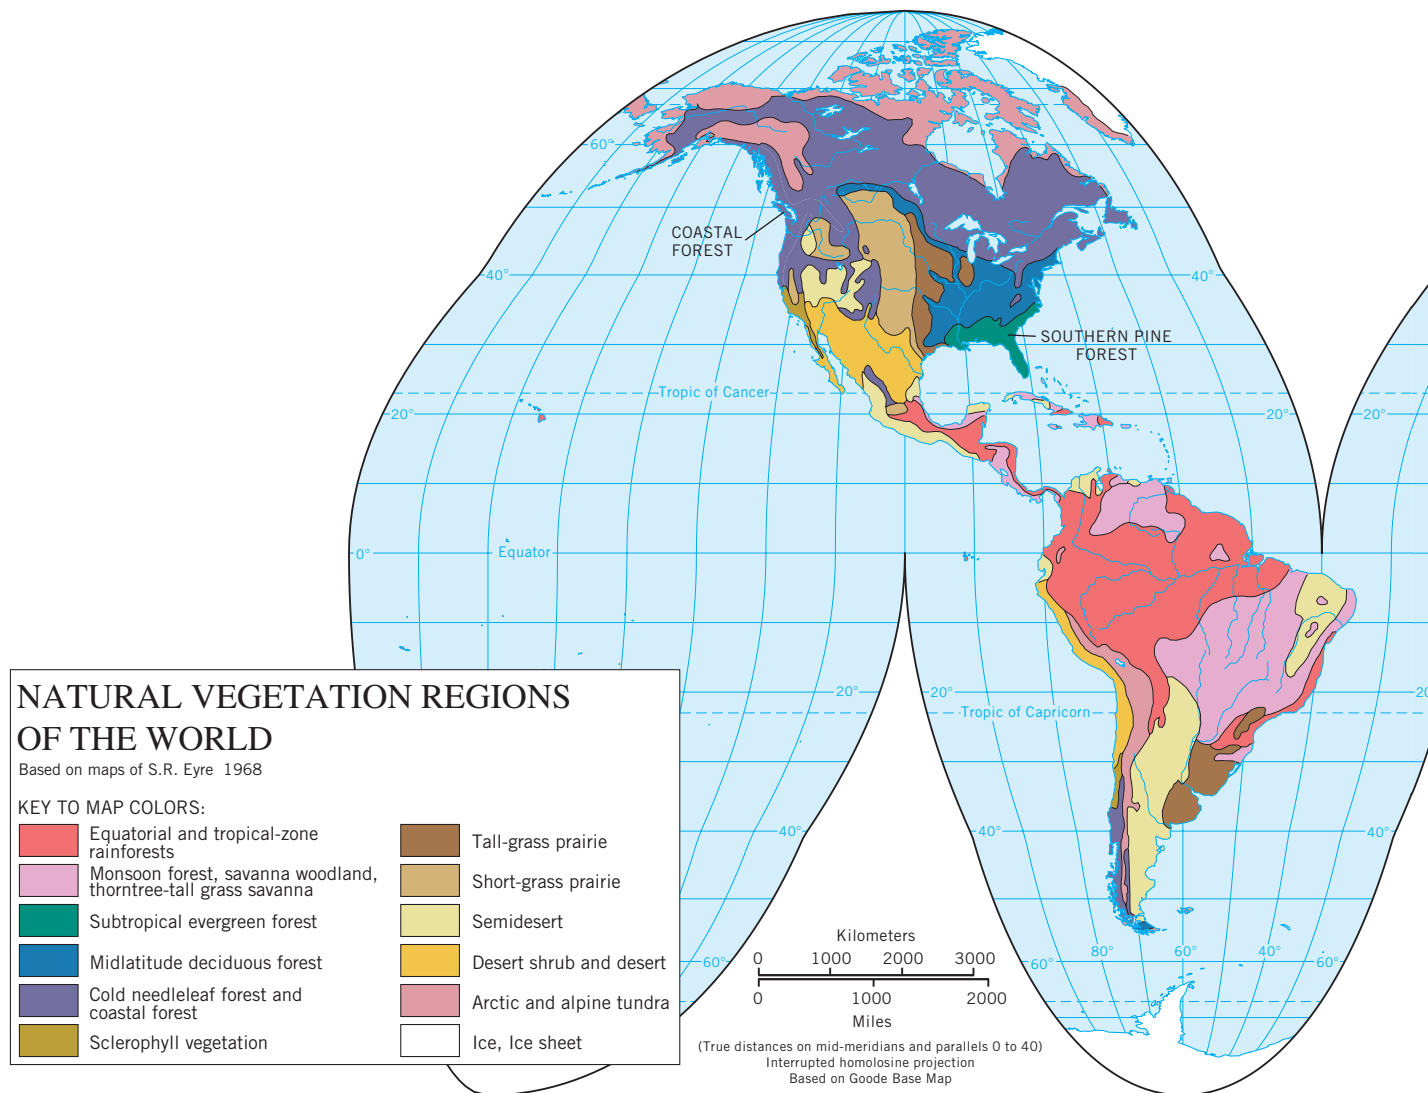 60°
COASTAL
FOREST
40°
40°
SOUTHERN PINE
FOREST
Tropic of Cancer
20°
20°
20°
0°
Equator
20°
20°
20
Tropic of Capricorn
NATURAL VEGETATION REGIONS
OF THE WORLD
Based on maps of S.R. Eyre 1968
KEY TO MAP COLORS:
Equatorial and tropical-zone
rainforests
Monsoon forest, savanna woodland,
thorntree-tall grass savanna
Subtropical evergreen forest
Midlatitude deciduous forest
Cold needleleaf forest and
coastal forest
Sclerophyll vegetation
Tall-grass prairie
Short-grass prairie
Semidesert
Desert shrub and desert
Arctic and alpine tundra
Ice, Ice sheet
40°
40°
40°
60°
60°
80°
60°
40°
60°
Kilometers
0 1000 2000 3000
0 1000 2000
Miles
(True distances on mid-meridians and parallels 0 to 40)
Interrupted homolosine projection
Based on Goode Base Map